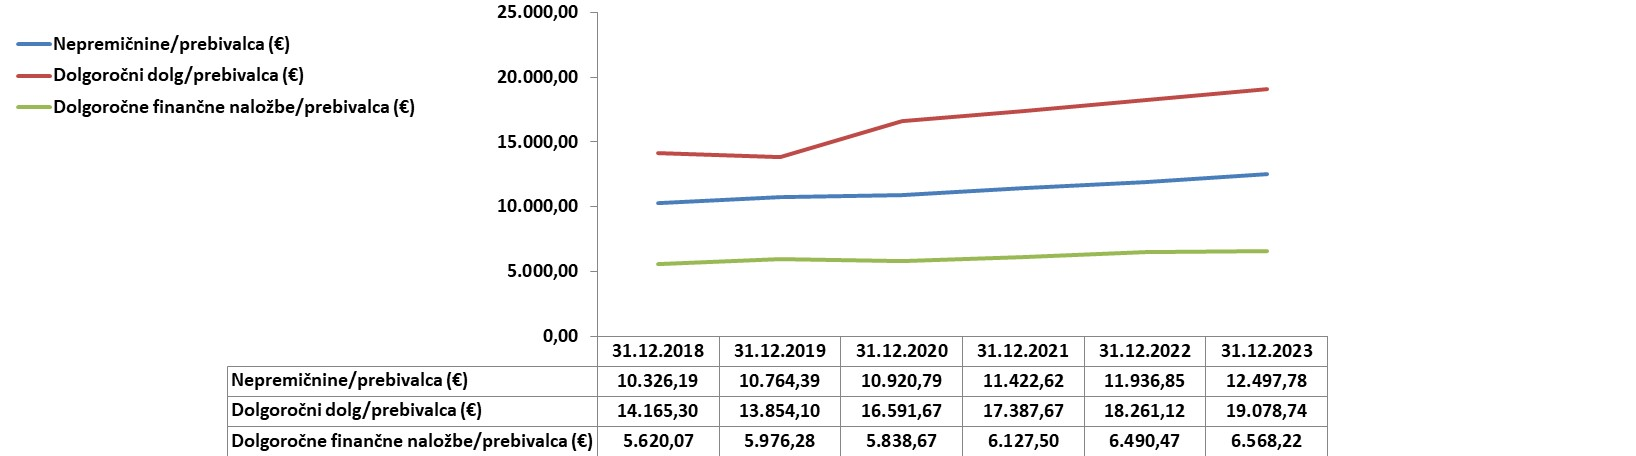 25.000,00
Nepremičnine/prebivalca (€)
Dolgoročni dolg/prebivalca (€)
20.000,00
Dolgoročne finančne naložbe/prebivalca (€)
15.000,00
10.000,00
5.000,00
0,00
31.12.2018 31.12.2019 31.12.2020 31.12.2021 31.12.2022 31.12.2023
Nepremičnine/prebivalca (€) 10.326,19 10.764,39 10.920,79 11.422,62 11.936,85 12.497,78
Dolgoročni dolg/prebivalca (€) 14.165,30 13.854,10 16.591,67 17.387,67 18.261,12 19.078,74
Dolgoročne finančne naložbe/prebivalca (€) 5.620,07 5.976,28 5.838,67 6.127,50 6.490,47 6.568,22